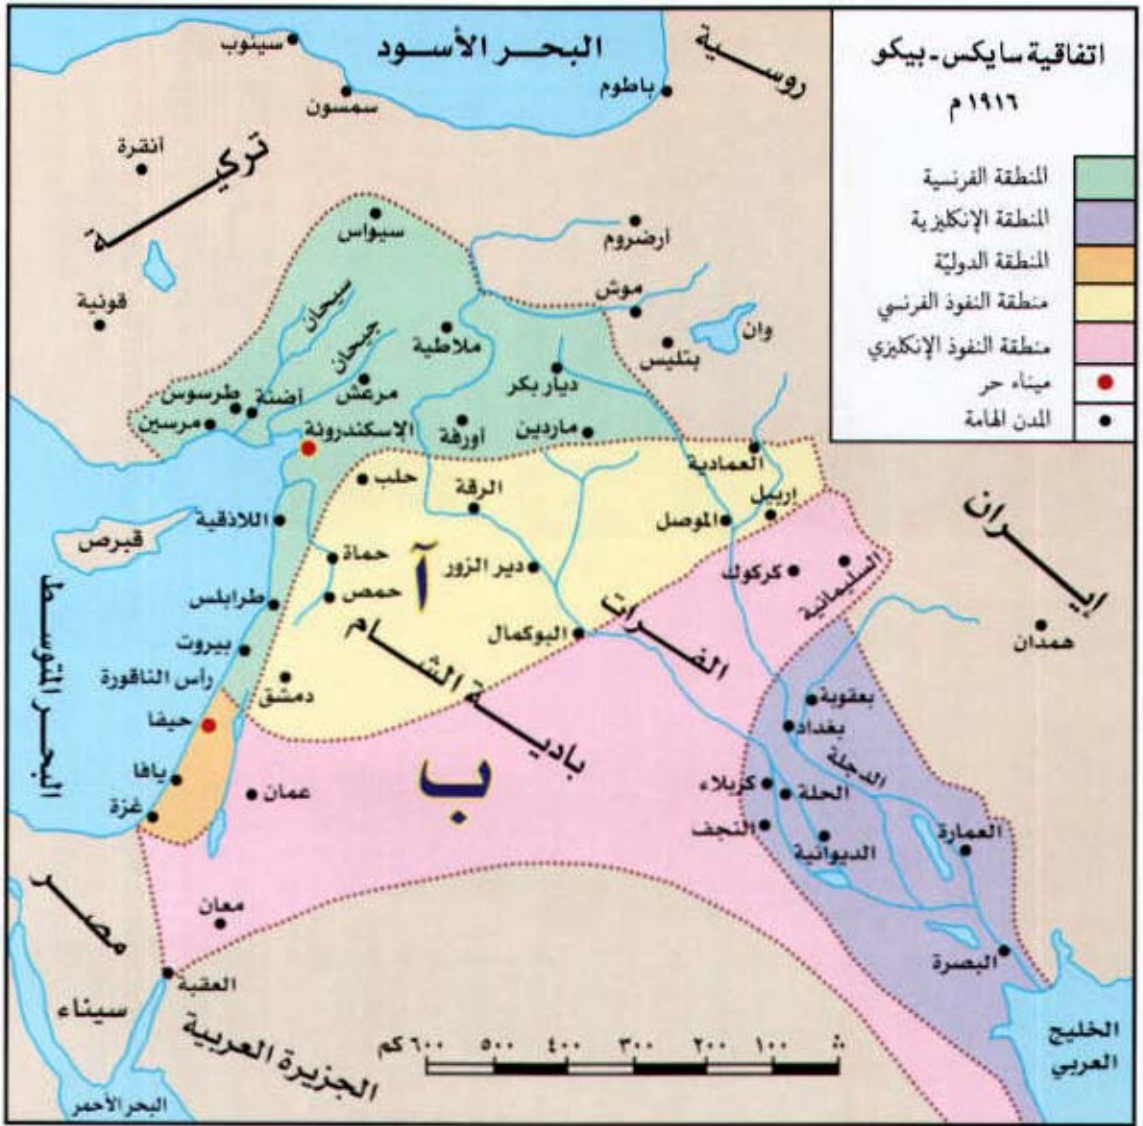 اتفاقية سايكس - بيكو
١٩١٦ م
المنطقة الفرنسية
المنطقة الإنكليزية
المنطقة الدوليّة
منطقة النفوذ الفرنسي
منطقة النفوذ الإنكليزي
ميناء حر
المدن الهامة
البحر الأسود
روسية
سينوب
باطوم
سمسون
أنقرة
تركية
سيواس
أرضروم
موش
قونية
سيحان
جيحان
وان
ملاطية
بتليس
ديار بكر
مرعش
طرسوس
أضنة
مرسين
الإسكندرونة
أورفة
ماردين
العمادية
حلب
الرقة
إربيل
الموصل
اللاذقية
إيران
قبرص
حماة
آ
دير الزور
كركوك
السليمانية
حمص
طرابلس
الفرات
البحر المتوسط
البوكمال
همدان
بيروت
بادية الشام
رأس الناقورة
دمشق
بعقوبة
حيفا
بغداد
الدجلة
يافا
ب
كربلاء
عمان
الحلة
غزة
النجف
العمارة
الديوانية
مصر
معان
البصرة
العقبة
سيناء
الجزيرة العربية
٦٠٠ كم ٥٠٠ ٤٠٠ ٣٠٠ ٢٠٠ ١٠٠
الخليج
العربي
البحر الأحمر